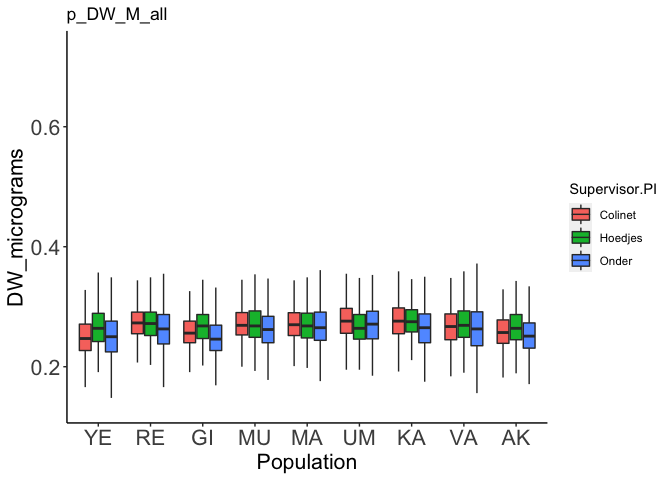 p_DW_M_all
DW_micrograms
0.6
0.4
0.2
YE RE GI MU MA UM KA VA AK
Population
Supervisor.PI
Colinet
Hoedjes
Onder